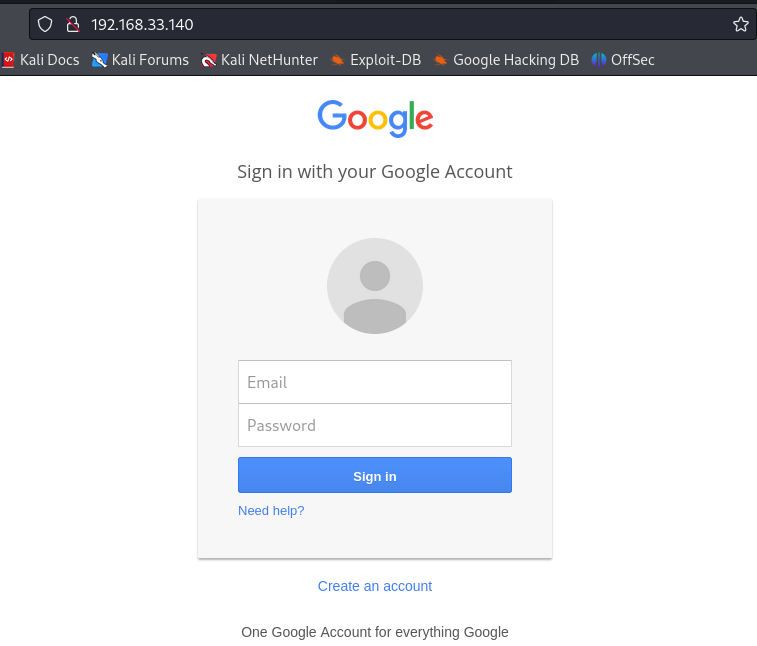 192.168.33.140
Kali Docs Kali Forums Kali NetHunter Exploit-DB Google Hacking DB OffSec
Google
Sign in with your Google Account
Email
Password
Sign in
Need help?
Create an account
One Google Account for everything Google